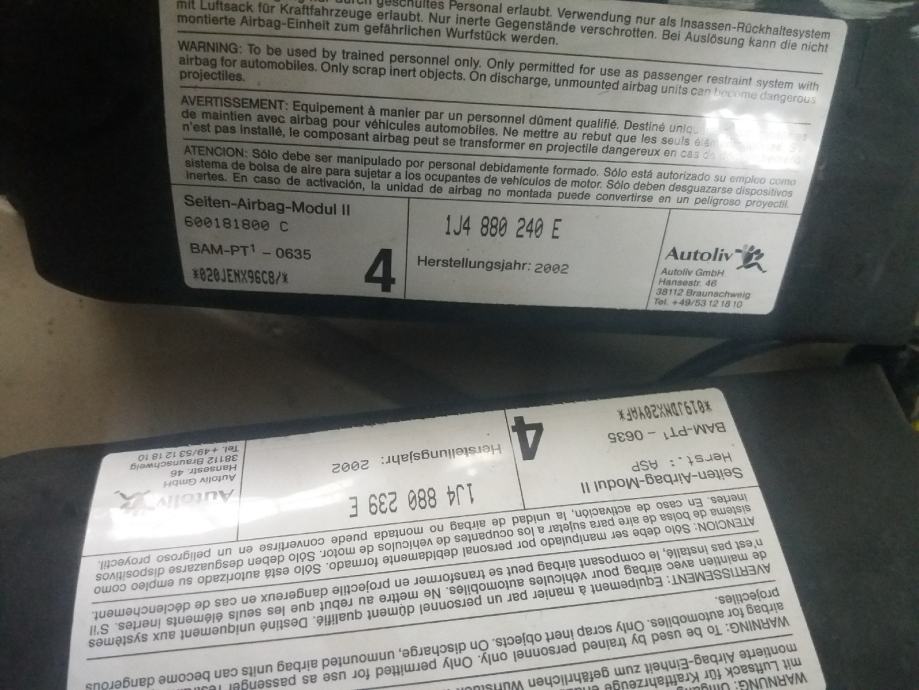 durch geschultes Personal erlaubt. Verwendung nur als Insassen-Rückhaltesystem
mit Luftsack für Kraftfahrzeuge erlaubt. Nur inerte Gegenstände verschrotten. Bei Auslösung kann die nicht
montierte Airbag-Einheit zum gefährlichen Wurfstück werden.
WARNING: To be used by trained personnel only. Only permitted for use as passenger restraint system with
airbag for automobiles. Only scrap inert objects. On discharge, unmounted airbag units can become dangerous
projectiles.
AVERTISSEMENT: Equipement à manier par un personnel dûment qualifié. Destiné
de maintien avec airbag pour véhicules automobiles. Ne mettre au rebut que les seuls
n'est pas installé, le composant airbag peut se transformer en projectile dangereux en cas
ATENCION: Sólo debe ser manipulado por personal debidamente formado. Sólo está autorizado su empleo como
sistema de bolsa de aire para sujetar a los ocupantes de vehículos de motor. Sólo deben desguazarse dispositivos
inertes. En caso de activación, la unidad de airbag no montada puede convertirse en un peligroso proyectil.
Seiten-Airbag-Modul II
600181800 C
BAM-PT¹ – 0635
*020JENX96C8/*
4
1J4 880 240 E
Herstellungsjahr: 2002
Autoliv
Autoliv GmbH
Hansestr. 46
38112 Braunschweig
Tel. +49/53 12 18 10
WARNUNG:
mit Luftsack für Kraftfahrzeuge
montierte Airbag-Einheit zum gefährlichen
WARNING: To be used by trained personnel only. Only permitted for use as passenger
airbag for automobiles. Only scrap inert objects. On discharge, unmounted airbag units can become dangerous
projectiles.
AVERTISSEMENT: Equipement à manier par un personnel dûment qualifié. Destiné uniquement aux systèmes
de maintien avec airbag pour véhicules automobiles. Ne mettre au rebut que les seuls éléments inertes. S'il
n'est pas installé, le composant airbag peut se transformer en projectile dangereux en cas de déclenchement.
ATENCION: Sólo debe ser manipulado por personal debidamente formado. Sólo está autorizado su empleo como
sistema de bolsa de aire para sujetar a los ocupantes de vehículos de motor. Sólo deben desguazarse dispositivos
inertes. En caso de activación, la unidad de airbag no montada puede convertirse en un peligroso proyectil.
Seiten-Airbag-Modul II
Herst.: ASP
BAM-PT¹ – 0635
*019JDNX20YAF*
4
1J4 880 239 E
Herstellungsjahr: 2002
Autoliv
Autoliv GmbH
Hansestr. 46
38112 Braunschweig
Tel. +49/53 12 18 10